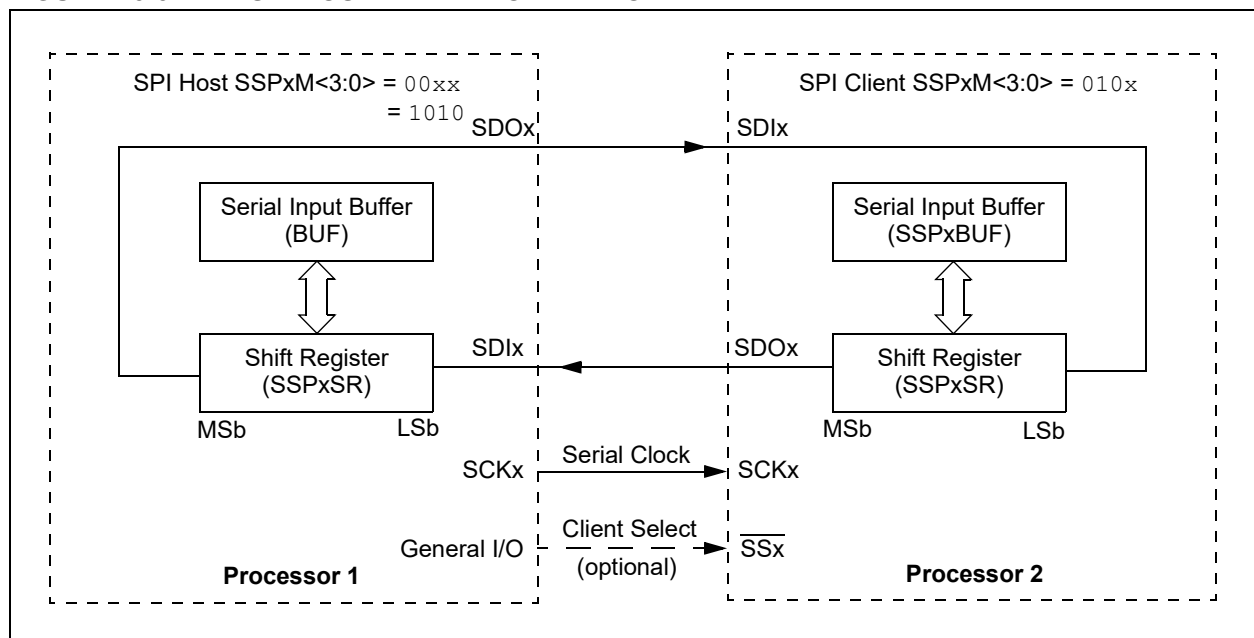 SPI Host SSPxM<3:0> = 00xx
= 1010
SPI Client SSPxM<3:0> = 010x
SDOx
SDIx
Serial Input Buffer
(BUF)
Serial Input Buffer
(SSPxBUF)
Shift Register
(SSPxSR)
SDIx
SDOx
Shift Register
(SSPxSR)
MSb
LSb
MSb
LSb
SCKx
Serial Clock
SCKx
General I/O
Client Select
(optional)
SSx
Processor 1
Processor 2